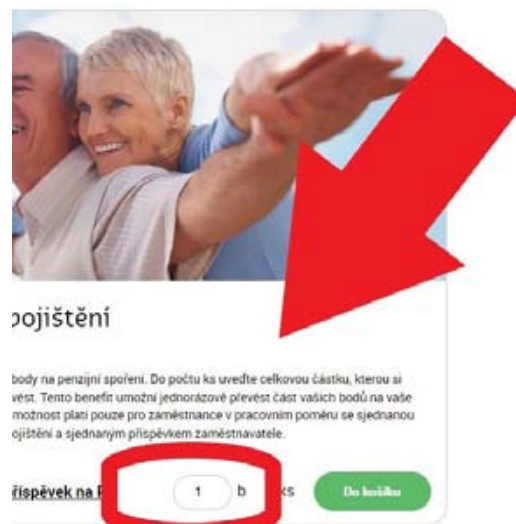 pojištění
body na penzijní spoření. Do počtu ks uveďte celkovou částku, kterou si
vést. Tento benefit umožní jednorázově převést část vašich bodů na vaše
možnost platí pouze pro zaměstnance v pracovním poměru se sjednanou
ojištění a sjednaným příspěvkem zaměstnavatele.
říspěvek na 1 b ks Do košíku